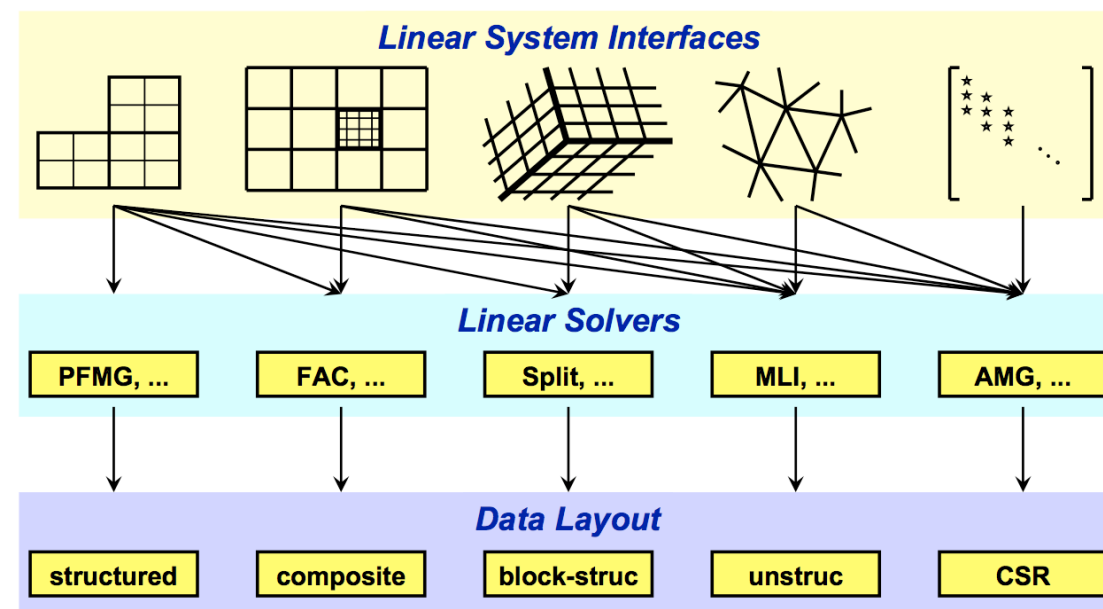 Linear System Interfaces
Linear Solvers
PFMG, ...
FAC, ...
Split, ...
MLI, ...
AMG, ...
Data Layout
structured
composite
block-struc
unstruc
CSR